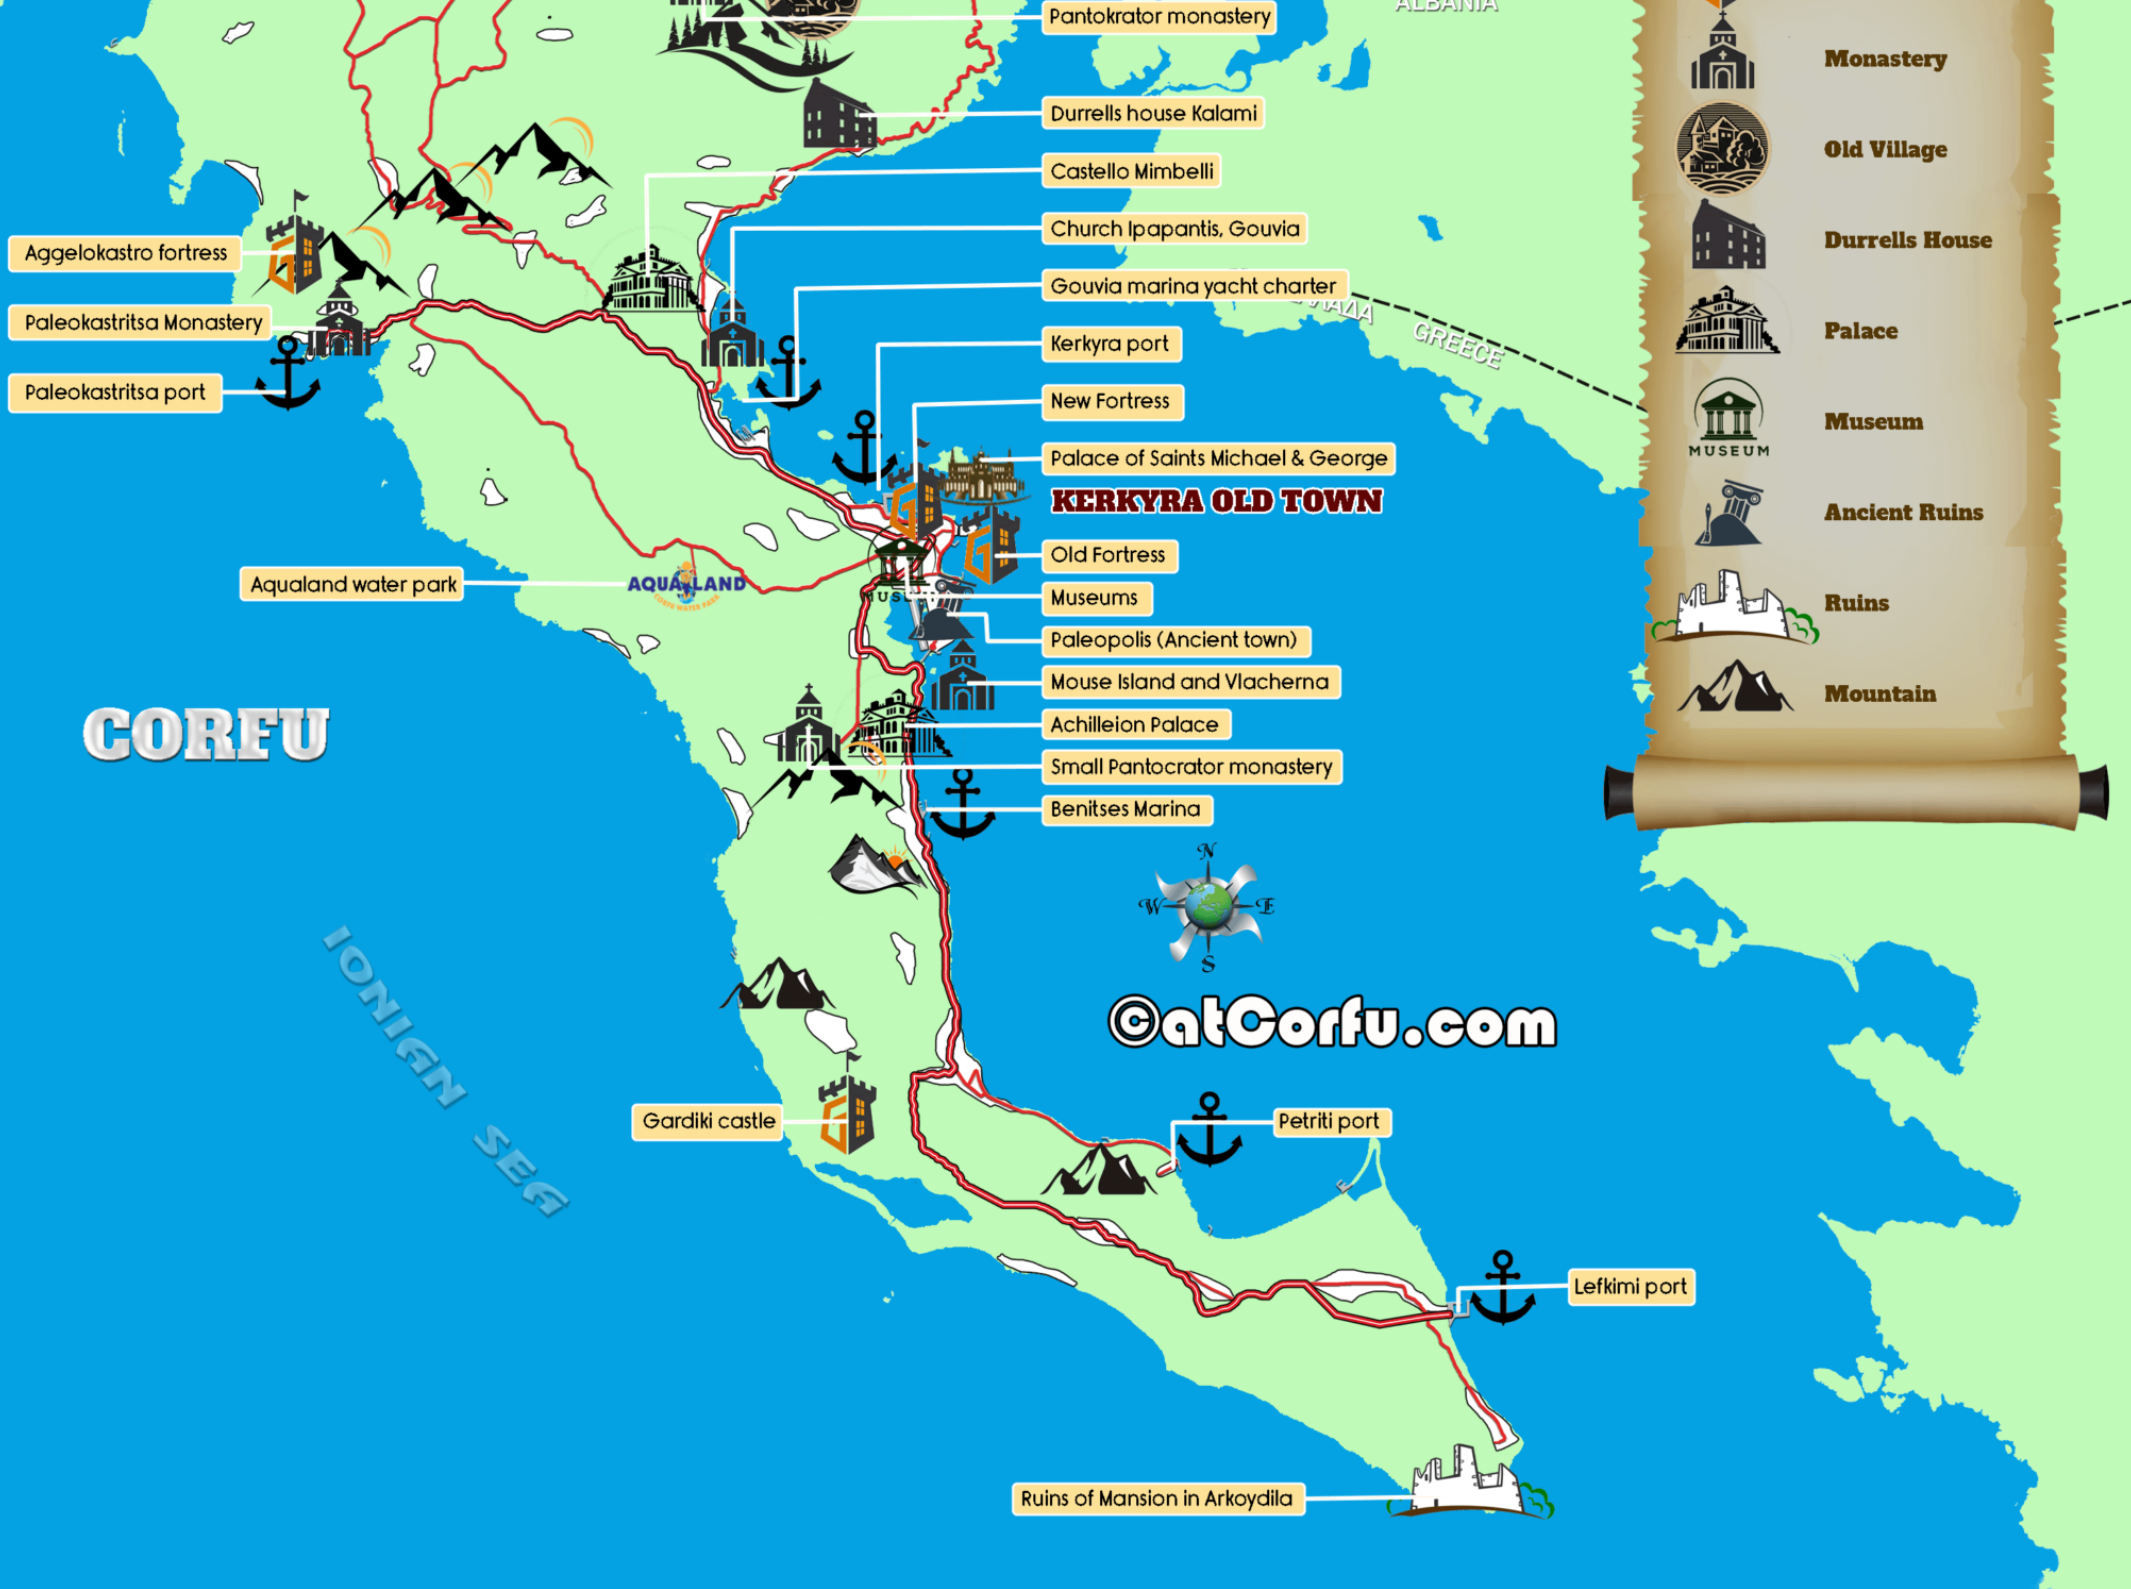 ALBANIA
Pantokrator monastery
Durrells house Kalami
Castello Mimbelli
Church Ipapantis, Gouvia
Gouvia marina yacht charter
GREECE
Kerkyra port
New Fortress
Palace of Saints Michael & George
KERKYRA OLD TOWN
Old Fortress
Museums
Paleopolis (Ancient town)
Mouse Island and Vlacherna
Achilleion Palace
Small Pantocrator monastery
Benitses Marina
Aggelokastro fortress
Paleokastritsa Monastery
Paleokastritsa port
Aqualand water park
AQUALAND
CORFU WATER PARK
CORFU
IONIAN SEA
N
W
E
S
©atCorfu.com
Gardiki castle
Petriti port
Lefkimi port
Ruins of Mansion in Arkoydila
Monastery
Old Village
Durrells House
Palace
Museum
MUSEUM
Ancient Ruins
Ruins
Mountain